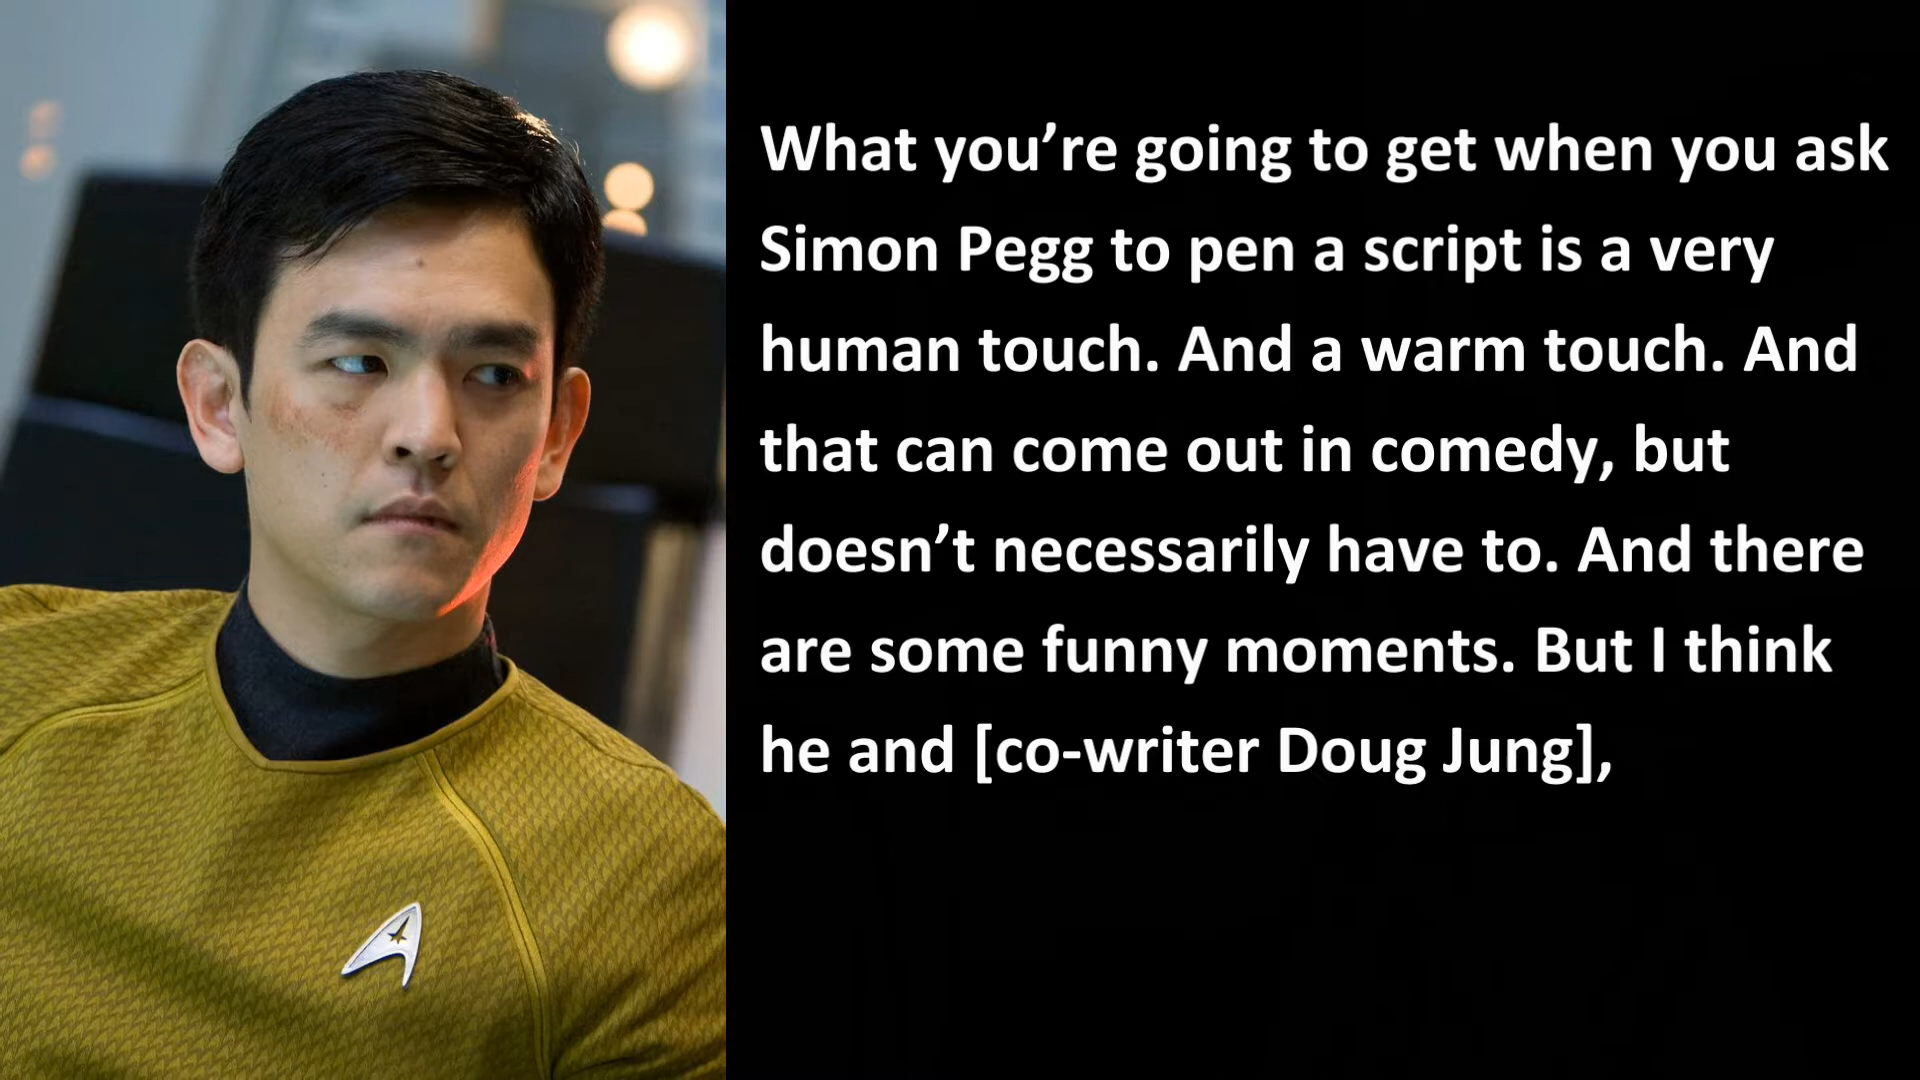 What you’re going to get when you ask
Simon Pegg to pen a script is a very
human touch. And a warm touch. And
that can come out in comedy, but
doesn’t necessarily have to. And there
are some funny moments. But I think
he and [co-writer Doug Jung],